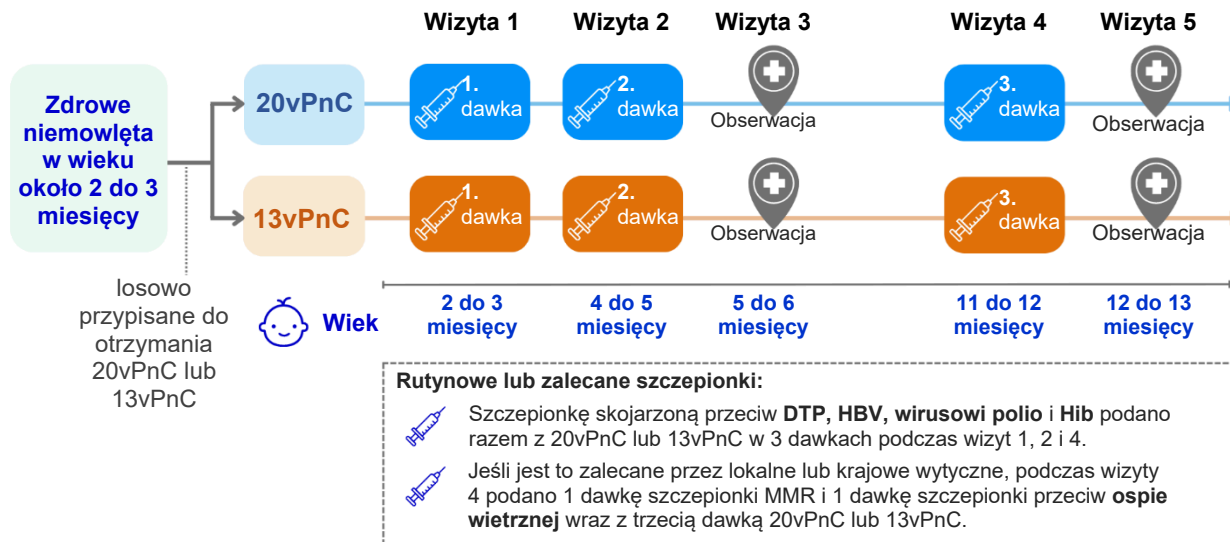 Wizyta 1
Wizyta 2
Wizyta 3
Wizyta 4
Wizyta 5
Zdrowe
niemowlęta
w wieku
około 2 do 3
miesięcy
20vPnC
1.
dawka
2.
dawka
Obserwacja
3.
dawka
Obserwacja
13vPnC
1.
dawka
2.
dawka
Obserwacja
3.
dawka
Obserwacja
losowo
przypisane do
otrzymania
20vPnC lub
13vPnC
Wiek
2 do 3
miesięcy
4 do 5
miesięcy
5 do 6
miesięcy
11 do 12
miesięcy
12 do 13
miesięcy
Rutynowe lub zalecane szczepionki:
Szczepionkę skojarzoną przeciw DTP, HBV, wirusowi polio i Hib podano
razem z 20vPnC lub 13vPnC w 3 dawkach podczas wizyt 1, 2 i 4.
Jeśli jest to zalecane przez lokalne lub krajowe wytyczne, podczas wizyty
4 podano 1 dawkę szczepionki MMR i 1 dawkę szczepionki przeciw ospie
wietrznej wraz z trzecią dawką 20vPnC lub 13vPnC.